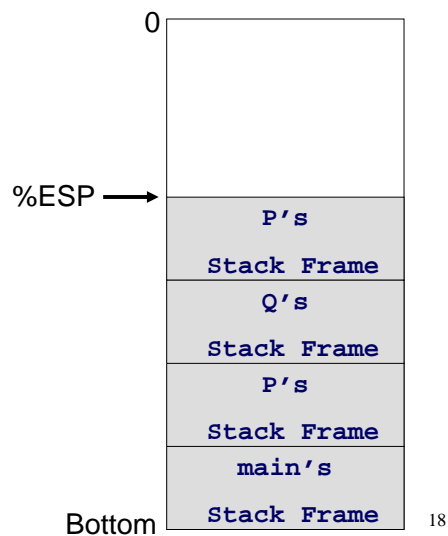 0
%ESP
P's
Stack Frame
Q's
Stack Frame
P's
Stack Frame
main's
Stack Frame
Bottom
18